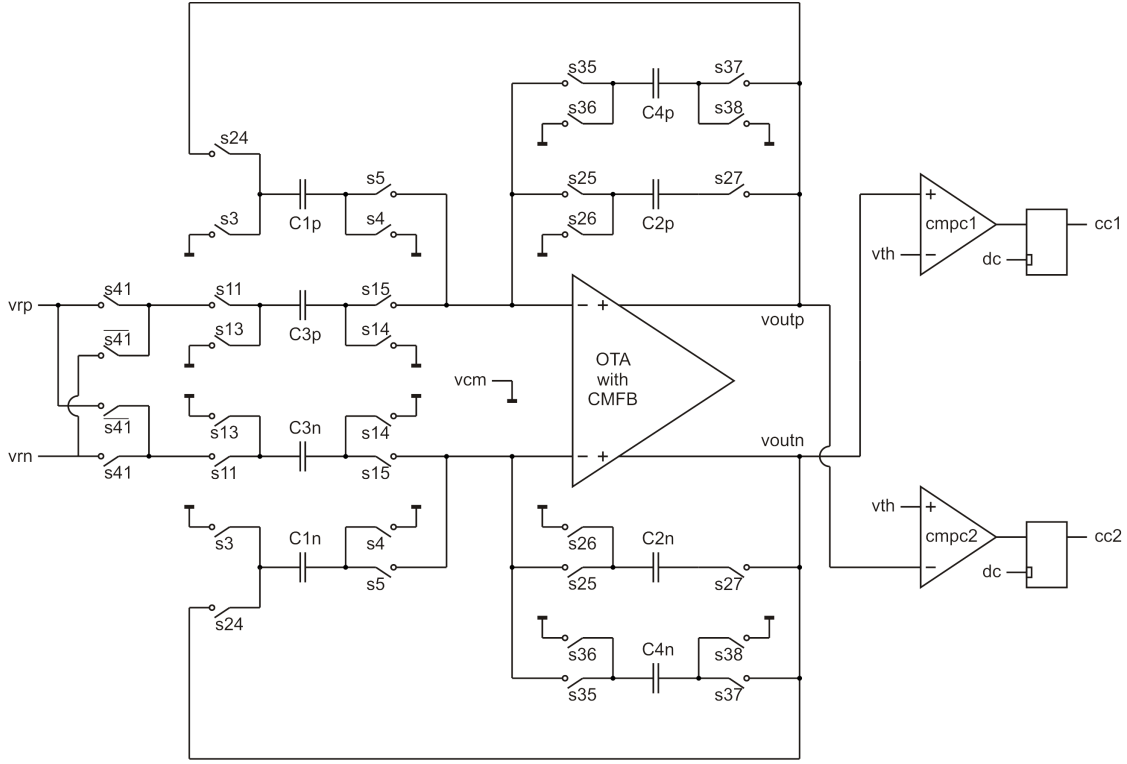 s35 s37
s36 C4p s38
s24
s5 s25 s27
s3 C1p s4 s26 C2p
cmpc1 + − vth dc cc1
vrp s41 s11 s15 − +
s41 s13 C3p s14 voutp
OTA
with
CMFB
vcm
s41 s13 C3n s14
voutn
vrn s41 s11 s15 − +
vth + cmpc2 − dc cc2
s3 C1n s4 s26 C2n
s5 s25 s27
s24
s36 C4n s38
s35 s37